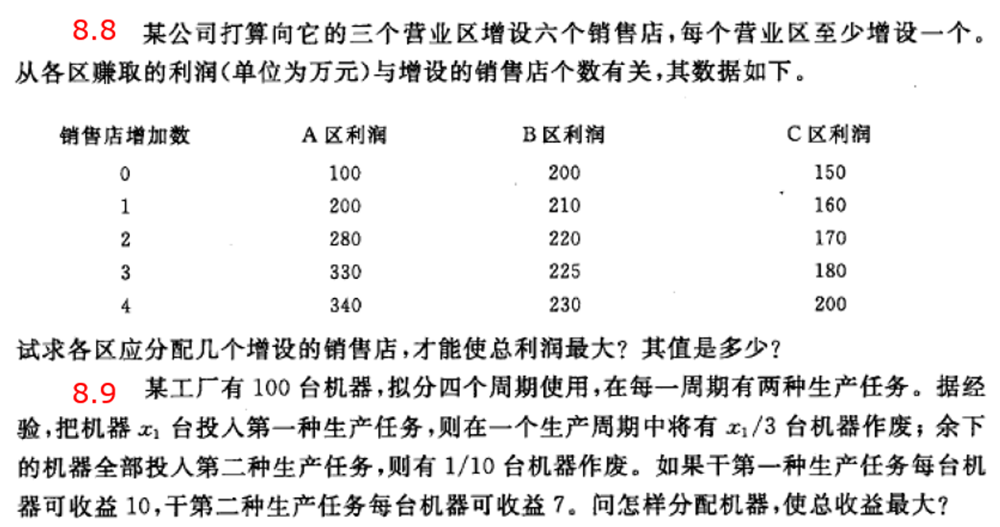 8.8 某公司打算向它的三个营业区增设六个销售店,每个营业区至少增设一个。
从各区赚取的利润(单位为万元)与增设的销售店个数有关,其数据如下。
销售店增加数 A 区利润 B 区利润 C 区利润
0 100 200 150
1 200 210 160
2 280 220 170
3 330 225 180
4 340 230 200
试求各区应分配几个增设的销售店,才能使总利润最大? 其值是多少?
8.9 某工厂有 100 台机器,拟分四个周期使用,在每一周期有两种生产任务。据经
验,把机器 x₁ 台投入第一种生产任务,则在一个生产周期中将有 x₁/3 台机器作废;余下
的机器全部投入第二种生产任务,则有 1/10 台机器作废。如果干第一种生产任务每台机
器可收益 10,干第二种生产任务每台机器可收益 7。问怎样分配机器,使总收益最大?